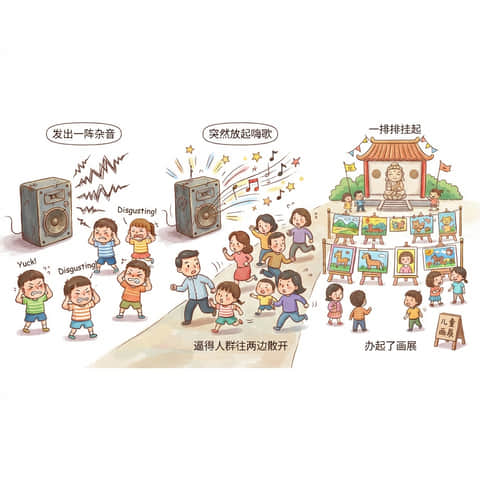 发出一阵杂音
突然放起嗨歌
一排排挂起
Disgusting!
Yuck!
Disgusting!
逼得人群往两边散开
办起了画展
儿童
画展